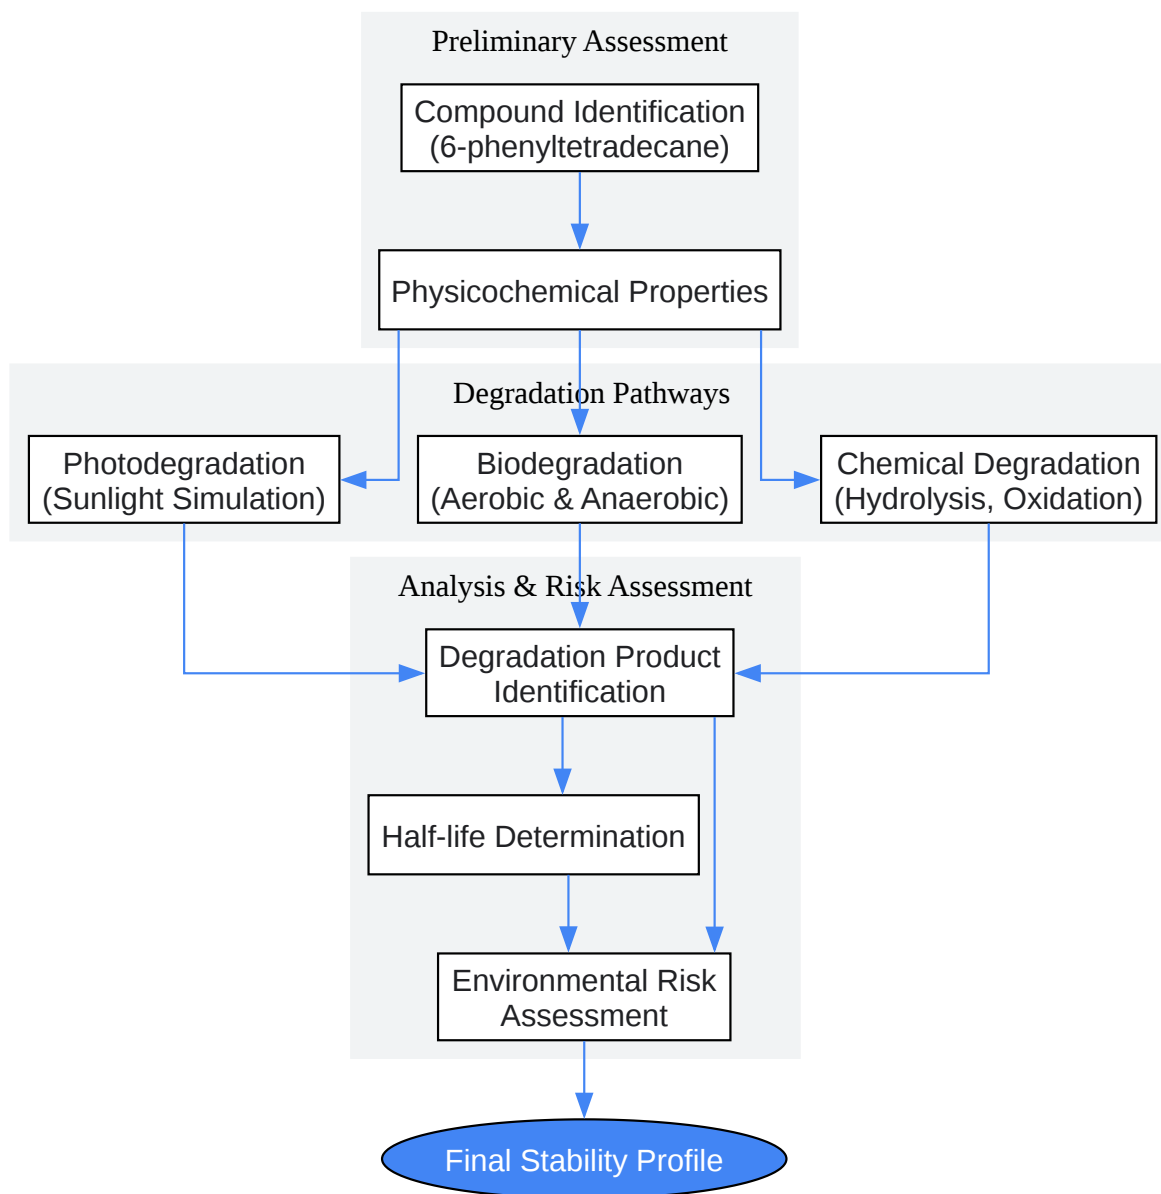 Preliminary Assessment
Compound Identification
(6-phenyltetradecane)
Physicochemical Properties
Degradation Pathways
Photodegradation
(Sunlight Simulation)
Biodegradation
(Aerobic & Anaerobic)
Chemical Degradation
(Hydrolysis, Oxidation)
Analysis & Risk Assessment
Degradation Product
Identification
Half-life Determination
Environmental Risk
Assessment
Final Stability Profile